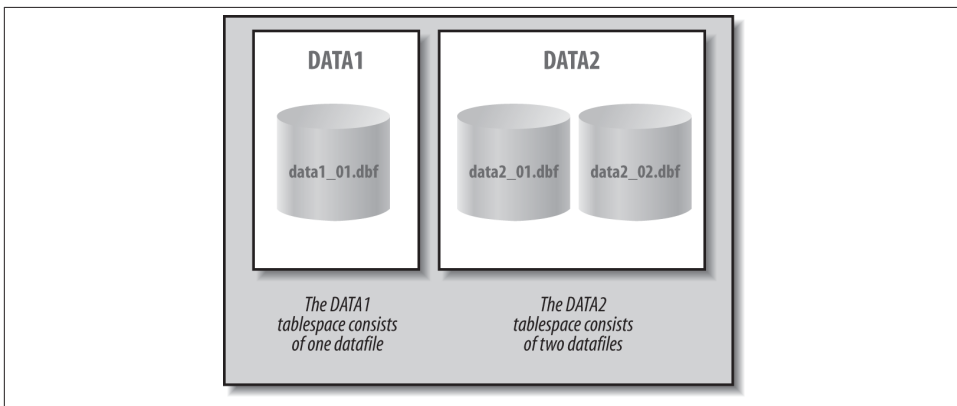 DATA1
data1_01.dbf
The DATA1
tablespace consists
of one datafile
DATA2
data2_01.dbf
data2_02.dbf
The DATA2
tablespace consists
of two datafiles